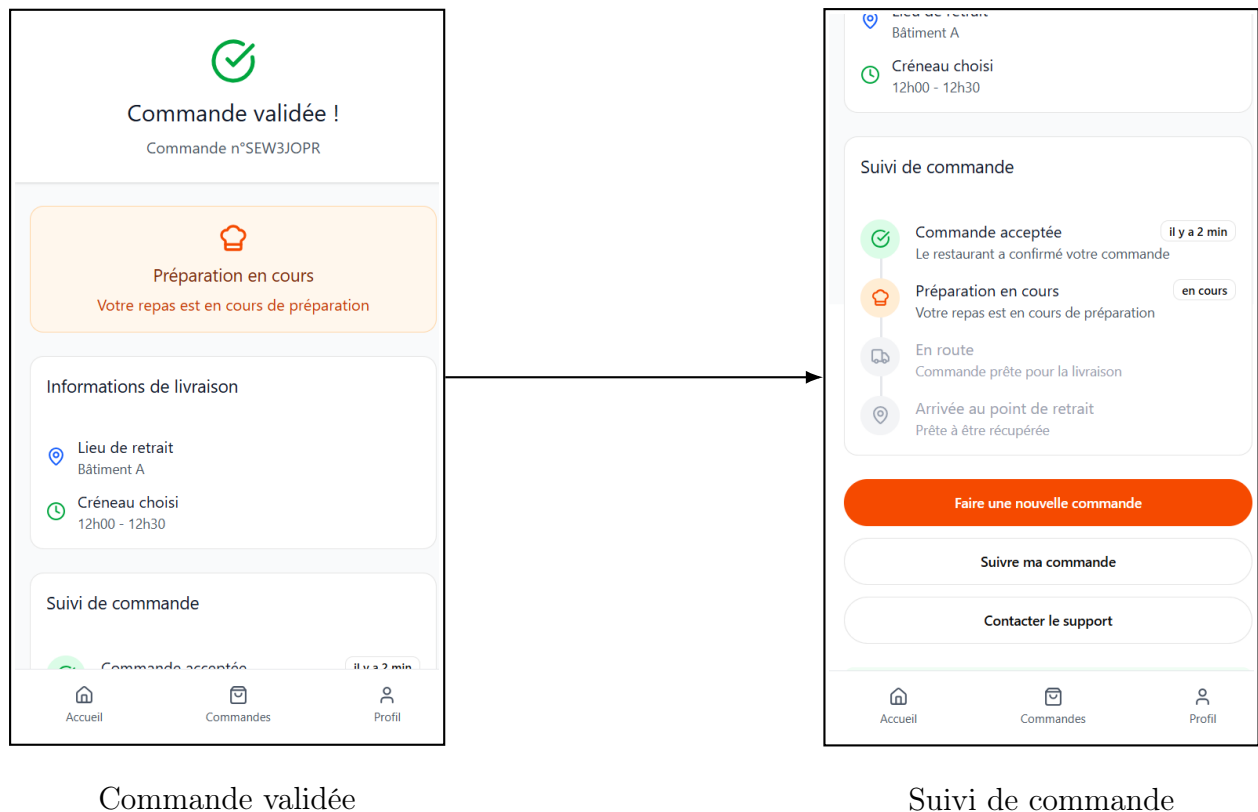 Commande validée !
Commande n°SEW3JOPR
Préparation en cours
Votre repas est en cours de préparation
Informations de livraison
Lieu de retrait
Bâtiment A
Créneau choisi
12h00 - 12h30
Suivi de commande
Commande acceptée
il y a 2 min
Accueil
Commandes
Profil
Commande validée
Lieu de retrait
Bâtiment A
Créneau choisi
12h00 - 12h30
Suivi de commande
Commande acceptée
il y a 2 min
Le restaurant a confirmé votre commande
Préparation en cours
en cours
Votre repas est en cours de préparation
En route
Commande prête pour la livraison
Arrivée au point de retrait
Prête à être récupérée
Faire une nouvelle commande
Suivre ma commande
Contacter le support
Accueil
Commandes
Profil
Suivi de commande